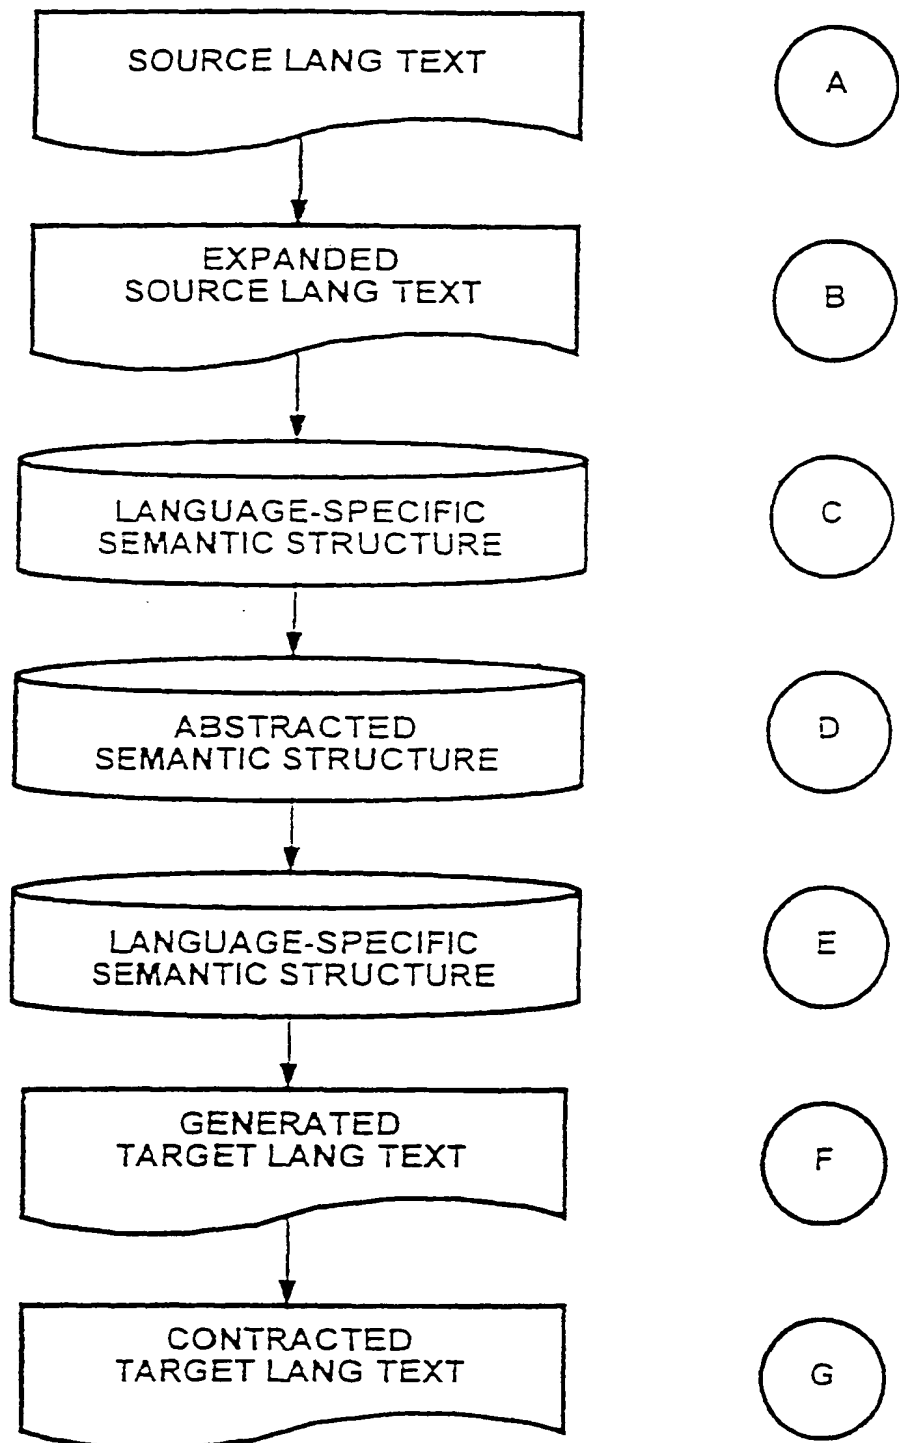 SOURCE LANG TEXT
A
EXPANDED
SOURCE LANG TEXT
B
LANGUAGE-SPECIFIC
SEMANTIC STRUCTURE
C
ABSTRACTED
SEMANTIC STRUCTURE
D
LANGUAGE-SPECIFIC
SEMANTIC STRUCTURE
E
GENERATED
TARGET LANG TEXT
F
CONTRACTED
TARGET LANG TEXT
G